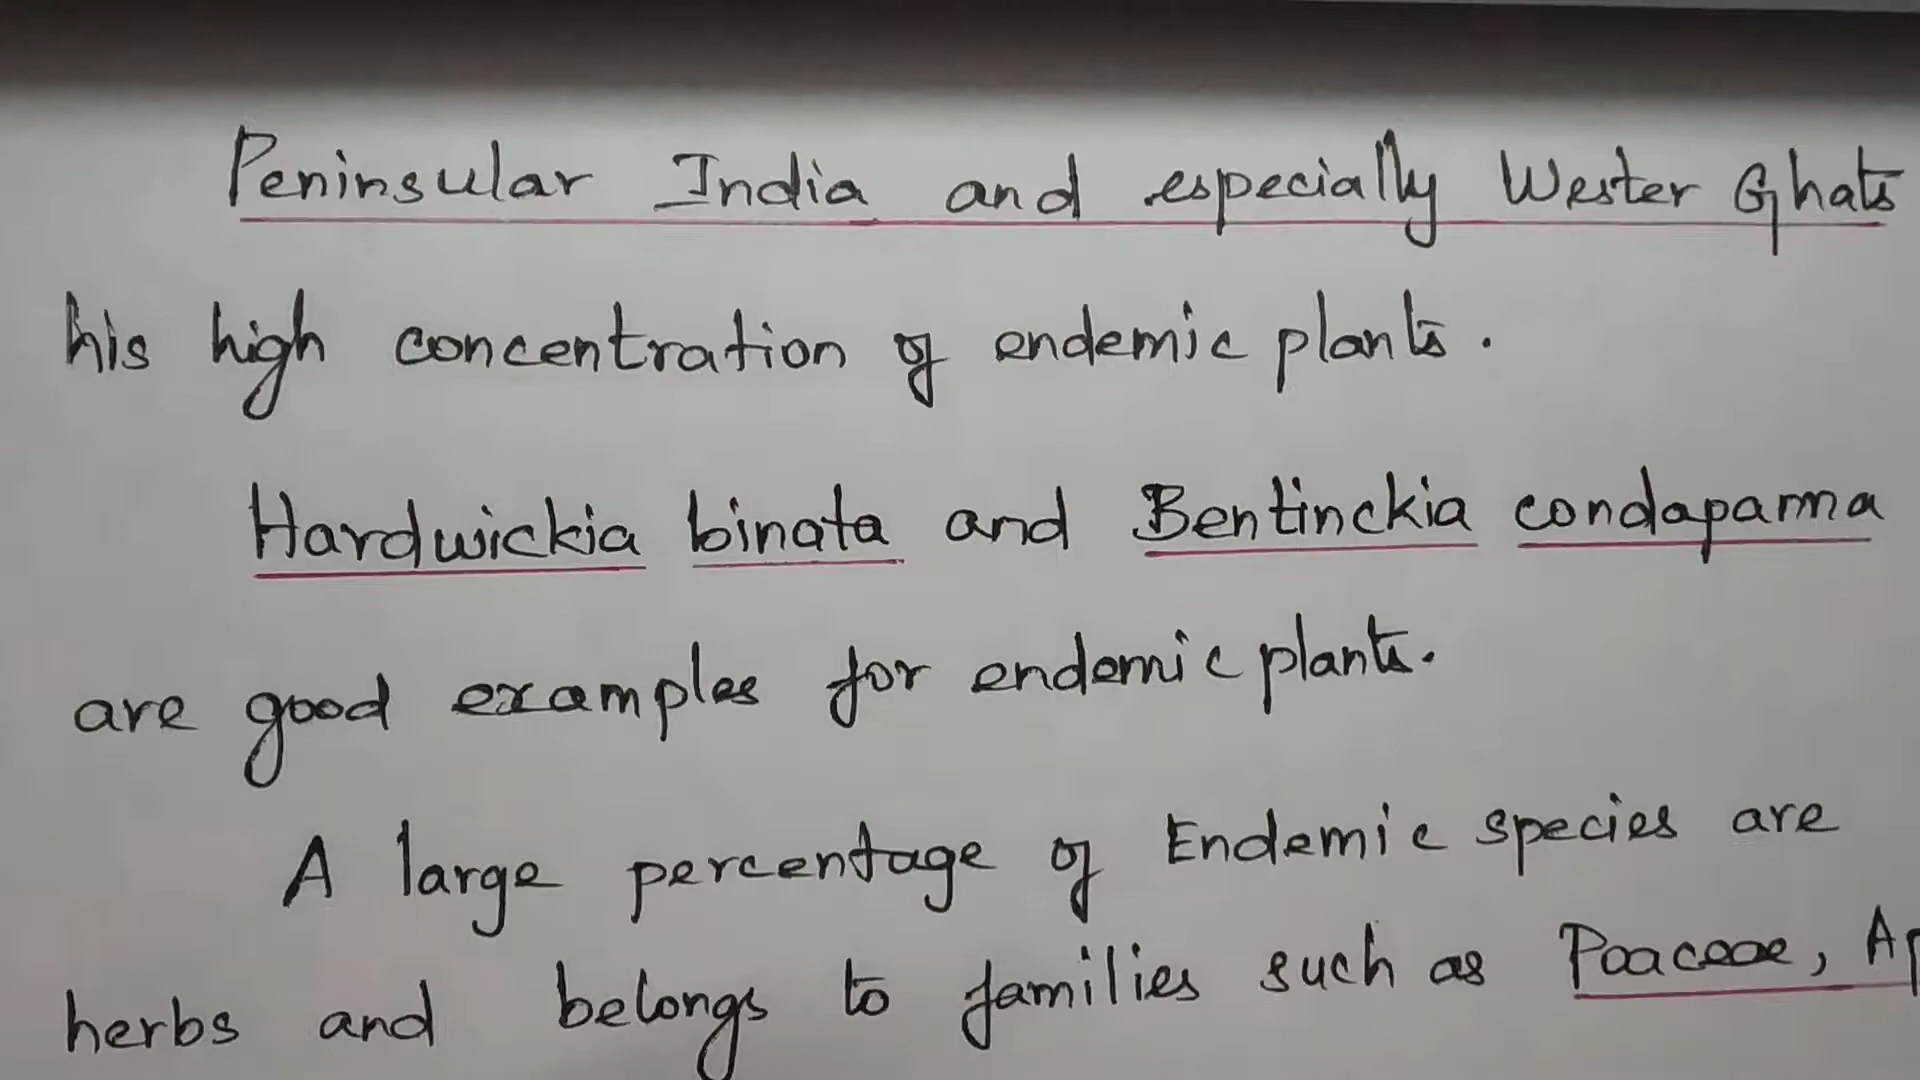 Peninsular India and especially Wester Ghats
his high concentration of endemic plants.
Hardwickia binata and Bentinckia condapanna
are good examples for endemic plants.
A large percentage of Endemic species are
herbs and belongs to families such as Poaceae, Ap